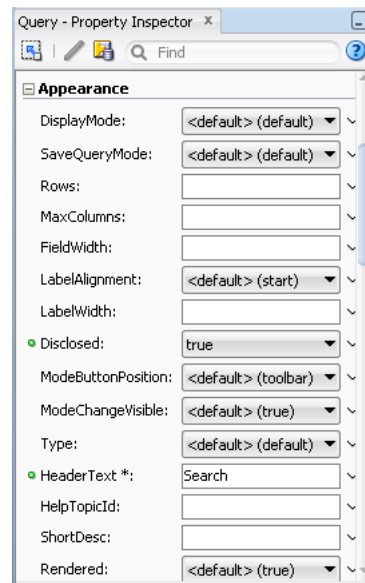 Query - Property Inspector x
Find
Appearance
DisplayMode: <default> (default)
SaveQueryMode: <default> (default)
Rows:
MaxColumns:
FieldWidth:
LabelAlignment: <default> (start)
LabelWidth:
Disclosed: true
ModeButtonPosition: <default> (toolbar)
ModeChangeVisible: <default> (true)
Type: <default> (default)
HeaderText *: Search
HelpTopicId:
ShortDesc:
Rendered: <default> (true)